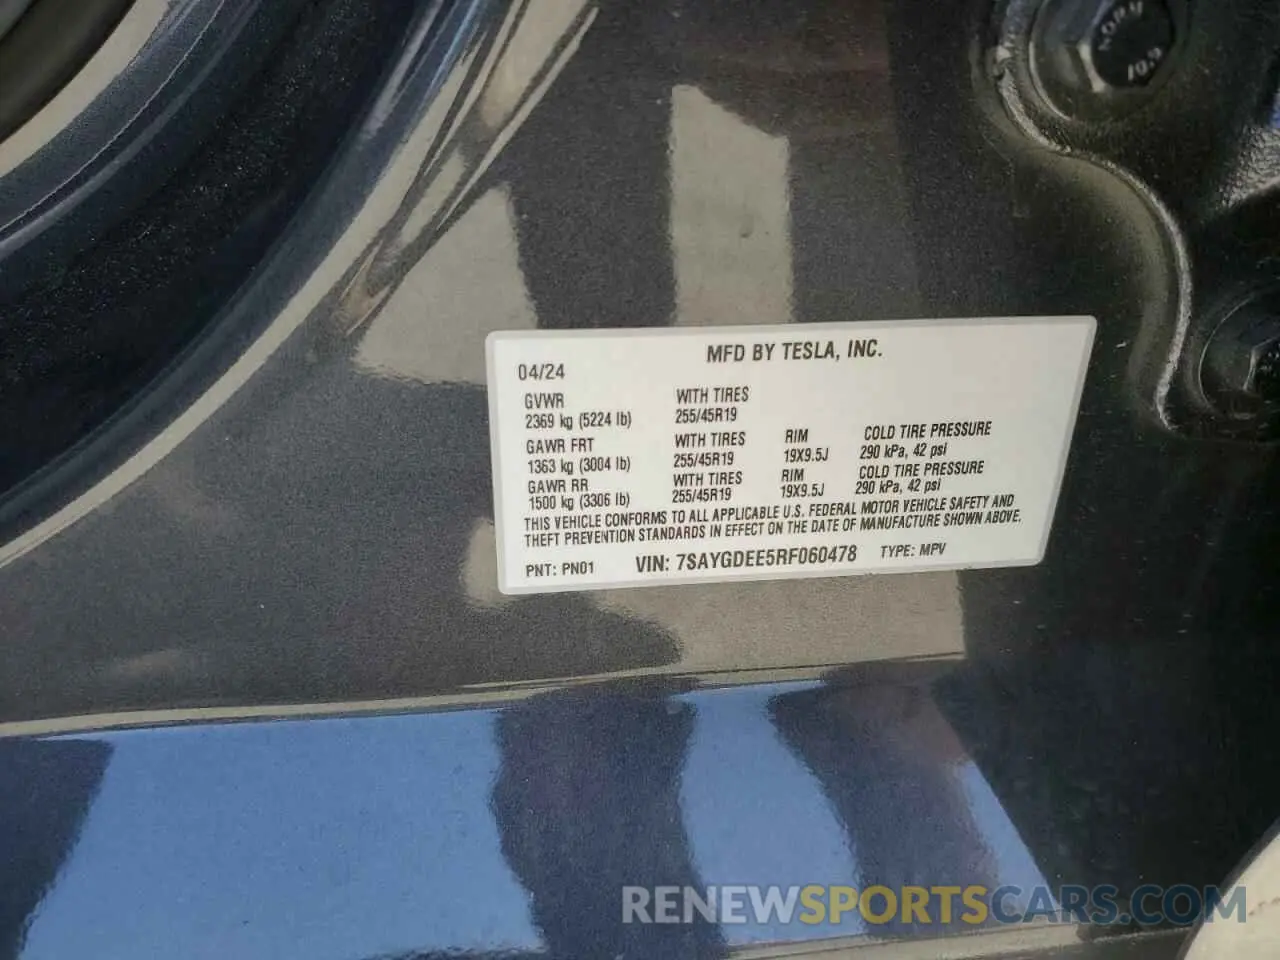 10.9
MFD BY TESLA, INC.
04/24
GVWR WITH TIRES
2369 kg (5224 lb) 255/45R19
GAWR FRT WITH TIRES RIM COLD TIRE PRESSURE
1363 kg (3004 lb) 255/45R19 19X9.5J 290 kPa, 42 psi
GAWR RR WITH TIRES RIM COLD TIRE PRESSURE
1500 kg (3306 lb) 255/45R19 19X9.5J 290 kPa, 42 psi
THIS VEHICLE CONFORMS TO ALL APPLICABLE U.S. FEDERAL MOTOR VEHICLE SAFETY AND
THEFT PREVENTION STANDARDS IN EFFECT ON THE DATE OF MANUFACTURE SHOWN ABOVE.
PNT: PN01 VIN: 7SAYGDEE5RF060478 TYPE: MPV
RENEWSPORTSCARS.COM